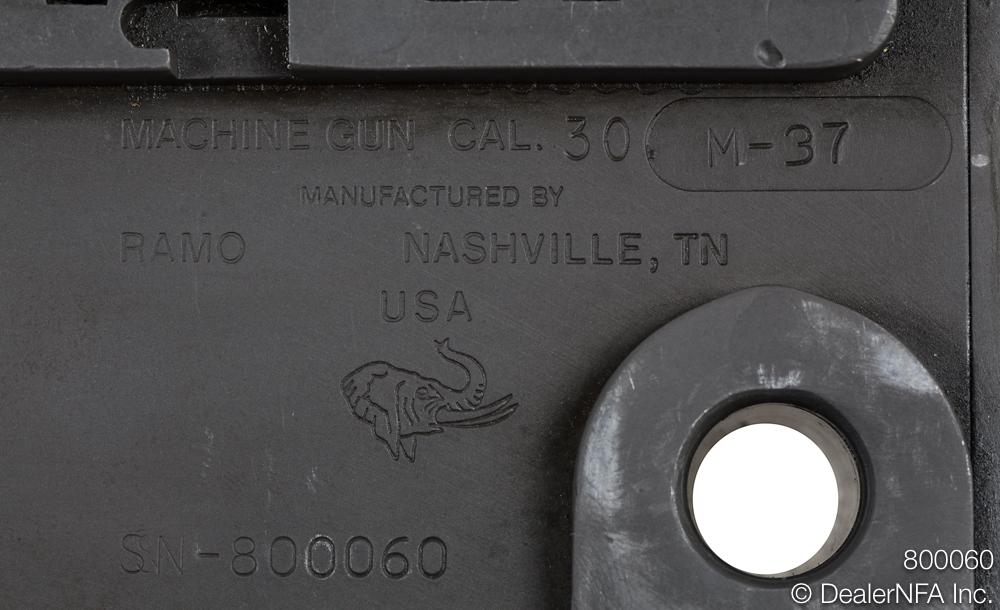 MACHINE GUN CAL. 30 M-37
MANUFACTURED BY
RAMO NASHVILLE, TN
USA
SN-800060
800060
© DealerNFA Inc.